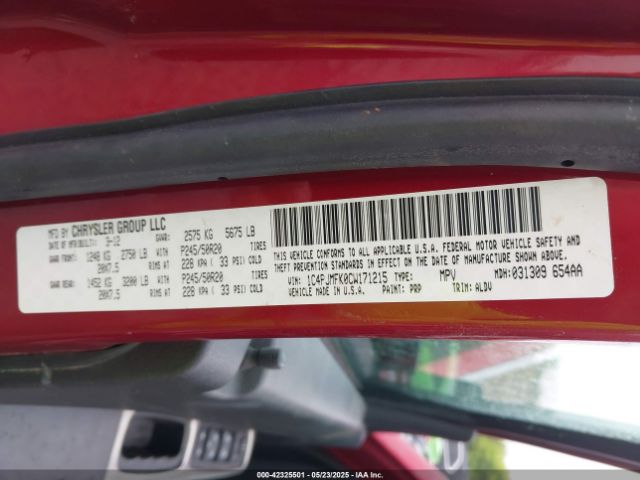 MFD BY CHRYSLER GROUP LLC
DATE OF MFR(BUILT): 3-12 GVWR: 2575 KG 5675 LB
GAWR FRONT: 1248 KG 2750 LB WITH P245/50R20 TIRES
20X7.5 RIMS AT 228 KPA ( 33 PSI) COLD
GAWR REAR: 1452 KG 3200 LB WITH P245/50R20 TIRES
20X7.5 RIMS AT 228 KPA ( 33 PSI) COLD
THIS VEHICLE CONFORMS TO ALL APPLICABLE U.S.A. FEDERAL MOTOR VEHICLE SAFETY AND
THEFT PREVENTION STANDARDS IN EFFECT ON THE DATE OF MANUFACTURE SHOWN ABOVE.
1C4PJMFK0CW171215 TYPE: MPV MDH: 031309 654AA
VEHICLE MADE IN U.S.A. PAINT: PRP TRIM: ALDV
000-42325501 - 05/23/2025 - ©IAA, Inc.